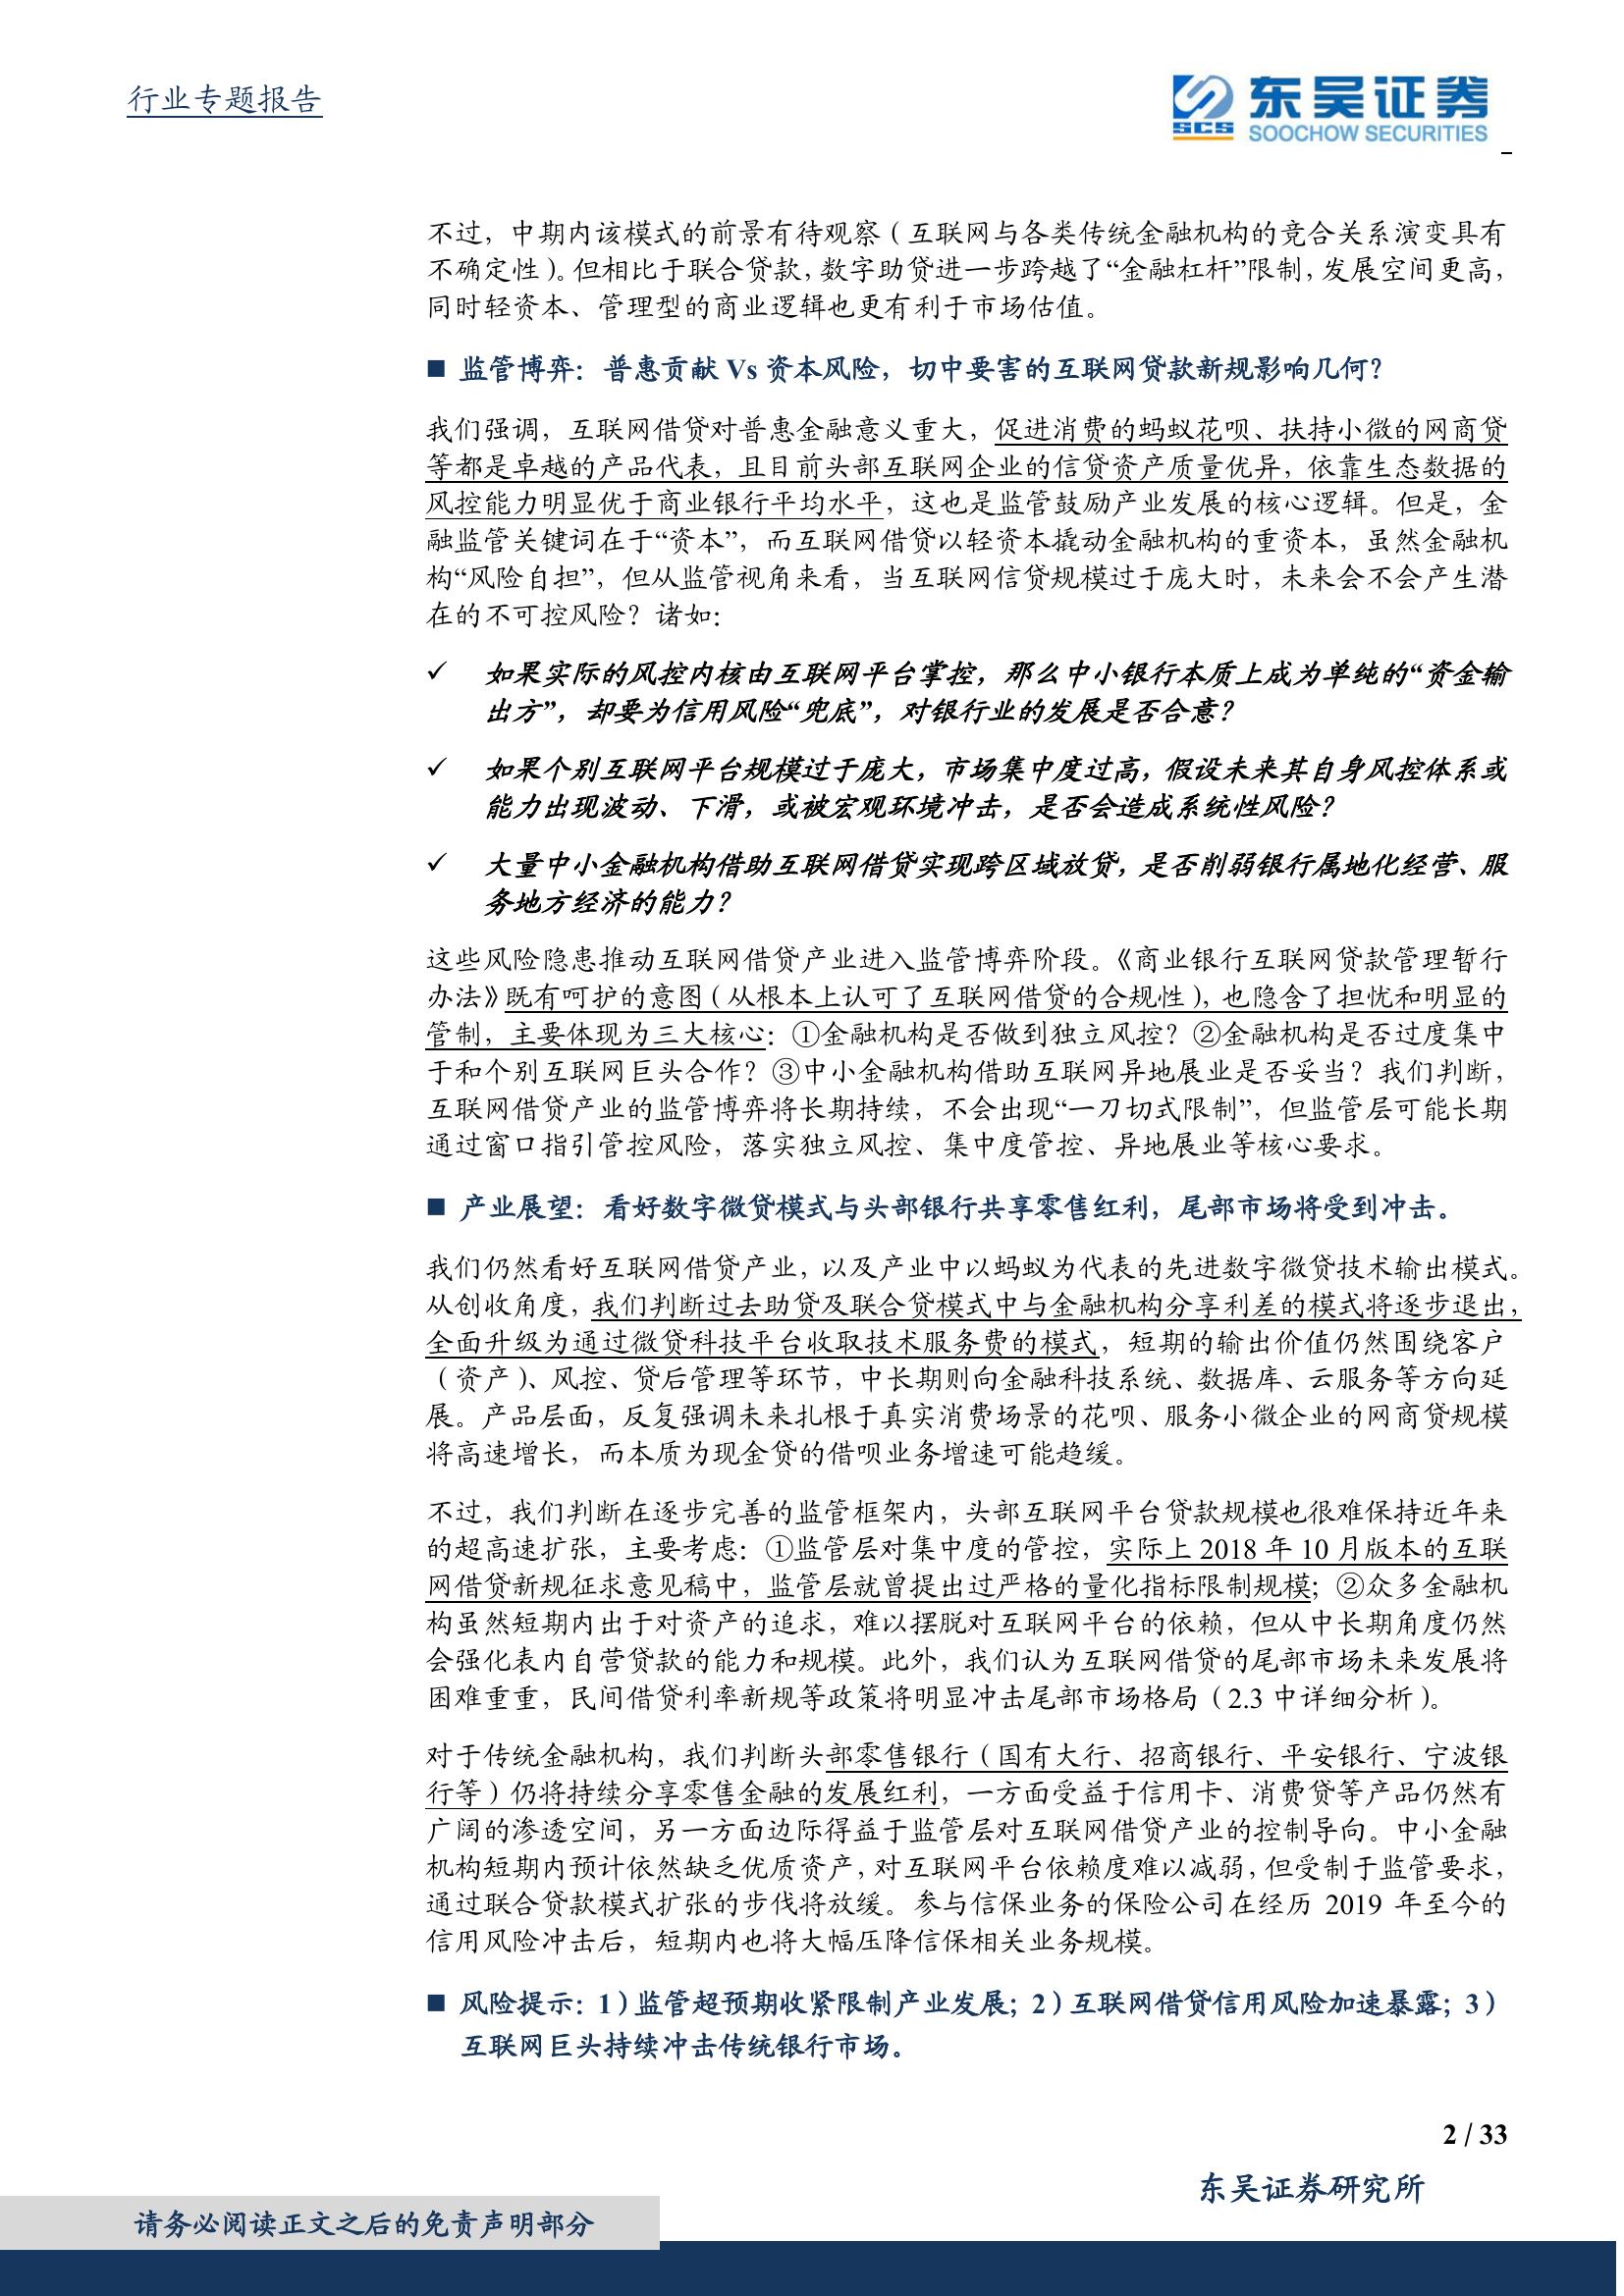 行业专题报告
东吴证券
SCS
SOOCHOW SECURITIES
不过，中期内该模式的前景有待观察（互联网与各类传统金融机构的竞合关系演变具有
不确定性）。但相比于联合贷款，数字助贷进一步跨越了“金融杠杆”限制，发展空间更高，
同时轻资本、管理型的商业逻辑也更有利于市场估值。
■ 监管博弈：普惠贡献 Vs 资本风险，切中要害的互联网贷款新规影响几何？
我们强调，互联网借贷对普惠金融意义重大，促进消费的蚂蚁花呗、扶持小微的网商贷
等都是卓越的产品代表，且目前头部互联网企业的信贷资产质量优异，依靠生态数据的
风控能力明显优于商业银行平均水平，这也是监管鼓励产业发展的核心逻辑。但是，金
融监管关键词在于“资本”，而互联网借贷以轻资本撬动金融机构的重资本，虽然金融机
构“风险自担”，但从监管视角来看，当互联网信贷规模过于庞大时，未来会不会产生潜
在的不可控风险？诸如：
✓ 如果实际的风控内核由互联网平台掌控，那么中小银行本质上成为单纯的“资金输
出方”，却要为信用风险“兜底”，对银行业的发展是否合意？
✓ 如果个别互联网平台规模过于庞大，市场集中度过高，假设未来其自身风控体系或
能力出现波动、下滑，或被宏观环境冲击，是否会造成系统性风险？
✓ 大量中小金融机构借助互联网借贷实现跨区域放贷，是否削弱银行属地化经营、服
务地方经济的能力？
这些风险隐患推动互联网借贷产业进入监管博弈阶段。《商业银行互联网贷款管理暂行
办法》既有呵护的意图（从根本上认可了互联网借贷的合规性），也隐含了担忧和明显的
管制，主要体现为三大核心：①金融机构是否做到独立风控？②金融机构是否过度集中
于和个别互联网巨头合作？③中小金融机构借助互联网异地展业是否妥当？我们判断，
互联网借贷产业的监管博弈将长期持续，不会出现“一刀切式限制”，但监管层可能长期
通过窗口指引管控风险，落实独立风控、集中度管控、异地展业等核心要求。
■ 产业展望：看好数字微贷模式与头部银行共享零售红利，尾部市场将受到冲击。
我们仍然看好互联网借贷产业，以及产业中以蚂蚁为代表的先进数字微贷技术输出模式。
从创收角度，我们判断过去助贷及联合贷模式中与金融机构分享利差的模式将逐步退出，
全面升级为通过微贷科技平台收取技术服务费的模式，短期的输出价值仍然围绕客户
（资产）、风控、贷后管理等环节，中长期则向金融科技系统、数据库、云服务等方向延
展。产品层面，反复强调未来扎根于真实消费场景的花呗、服务小微企业的网商贷规模
将高速增长，而本质为现金贷的借呗业务增速可能趋缓。
不过，我们判断在逐步完善的监管框架内，头部互联网平台贷款规模也很难保持近年来
的超高速扩张，主要考虑：①监管层对集中度的管控，实际上 2018 年 10 月版本的互联
网借贷新规征求意见稿中，监管层就曾提出过严格的量化指标限制规模；②众多金融机
构虽然短期内出于对资产的追求，难以摆脱对互联网平台的依赖，但从中长期角度仍然
会强化表内自营贷款的能力和规模。此外，我们认为互联网借贷的尾部市场未来发展将
困难重重，民间借贷利率新规等政策将明显冲击尾部市场格局（2.3 中详细分析）。
对于传统金融机构，我们判断头部零售银行（国有大行、招商银行、平安银行、宁波银
行等）仍将持续分享零售金融的发展红利，一方面受益于信用卡、消费贷等产品仍然有
广阔的渗透空间，另一方面边际得益于监管层对互联网借贷产业的控制导向。中小金融
机构短期内预计依然缺乏优质资产，对互联网平台依赖度难以减弱，但受制于监管要求，
通过联合贷款模式扩张的步伐将放缓。参与信保业务的保险公司在经历 2019 年至今的
信用风险冲击后，短期内也将大幅压降信保相关业务规模。
■ 风险提示：1）监管超预期收紧限制产业发展；2）互联网借贷信用风险加速暴露；3）
互联网巨头持续冲击传统银行市场。
2 / 33
东吴证券研究所
请务必阅读正文之后的免责声明部分